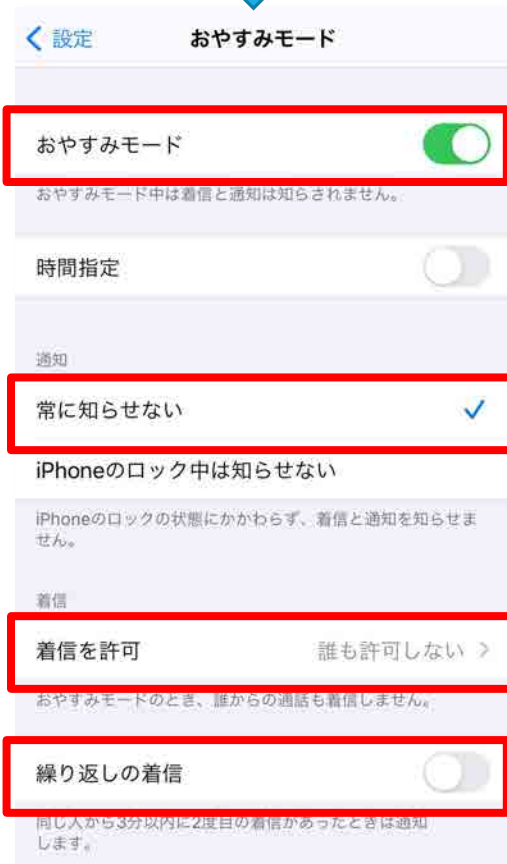 設定 おやすみモード
おやすみモード
おやすみモード中は着信と通知は知らされません。
時間指定
通知
常に知らせない
iPhoneのロック中は知らせない
iPhoneのロックの状態にかかわらず、着信と通知を知らせま
せん。
着信
着信を許可 誰も許可しない
おやすみモードのとき、誰からの通話も着信しません。
繰り返しの着信
同じ人から3分以内に2度目の着信があったときは通知
します。